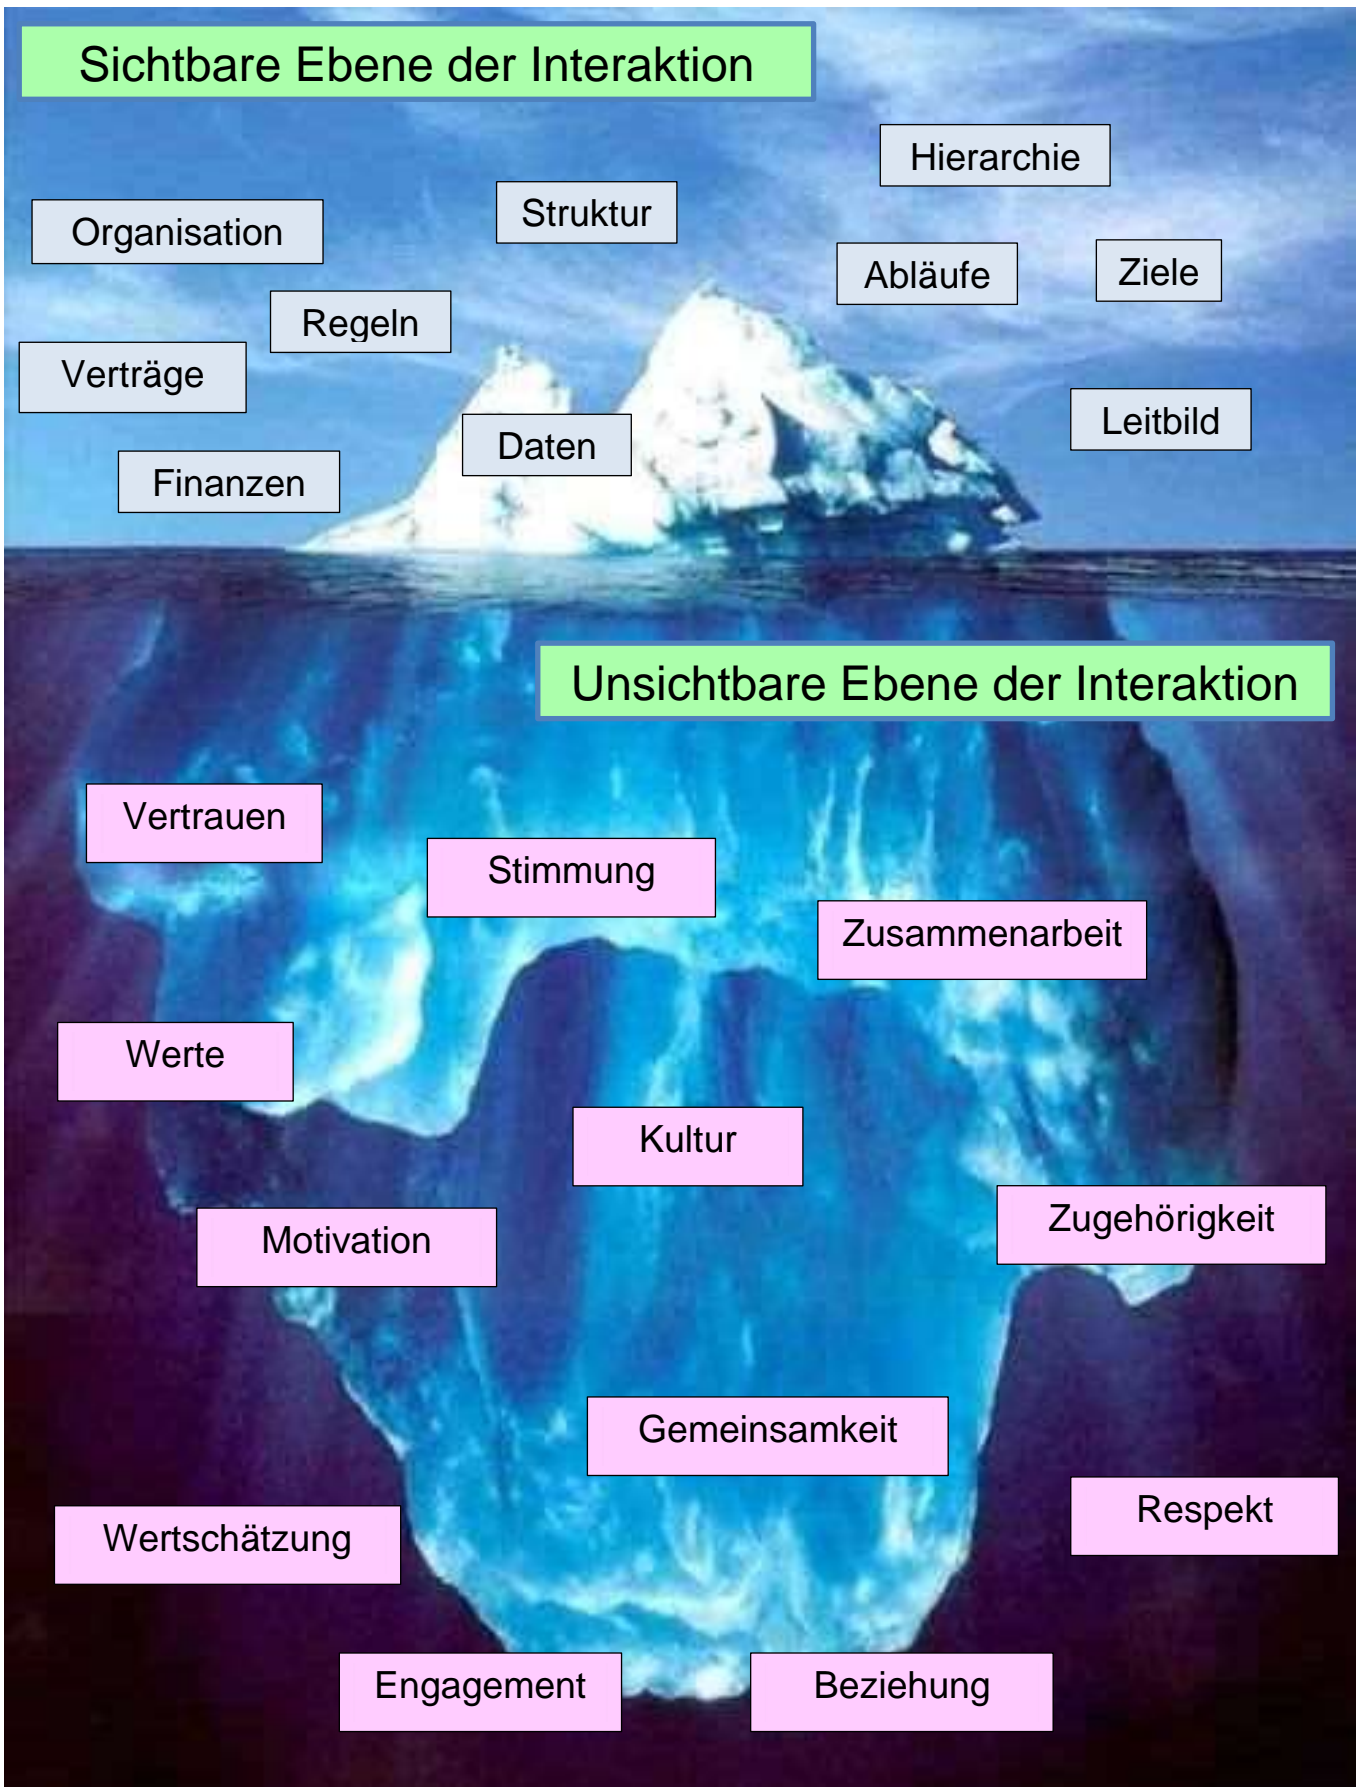 Sichtbare Ebene der Interaktion
Hierarchie
Struktur
Organisation
Abläufe
Ziele
Regeln
Verträge
Leitbild
Daten
Finanzen
Unsichtbare Ebene der Interaktion
Vertrauen
Stimmung
Zusammenarbeit
Werte
Kultur
Zugehörigkeit
Motivation
Gemeinsamkeit
Respekt
Wertschätzung
Engagement
Beziehung